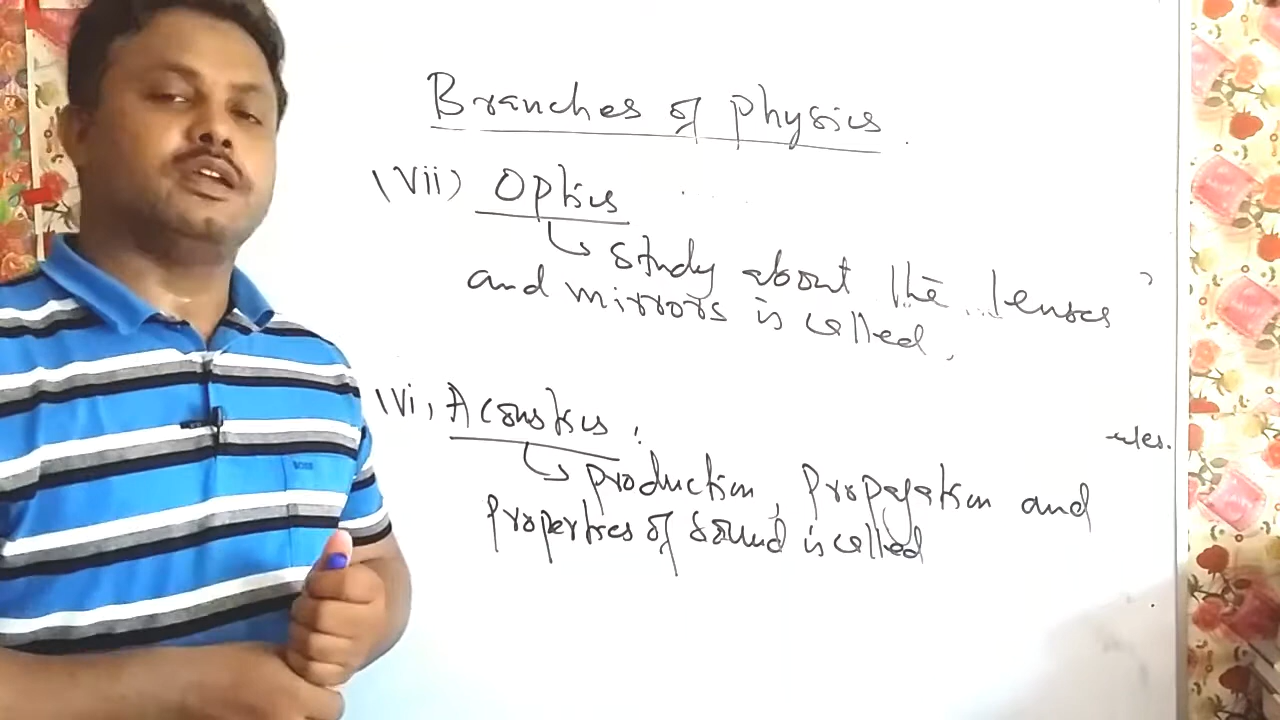 Branches of physics
(vii) Optics
↳ study about the lenses
and mirrors is called,
(vi, Acoustics
↳ production, propagation and
properties of sound is called
BOSS